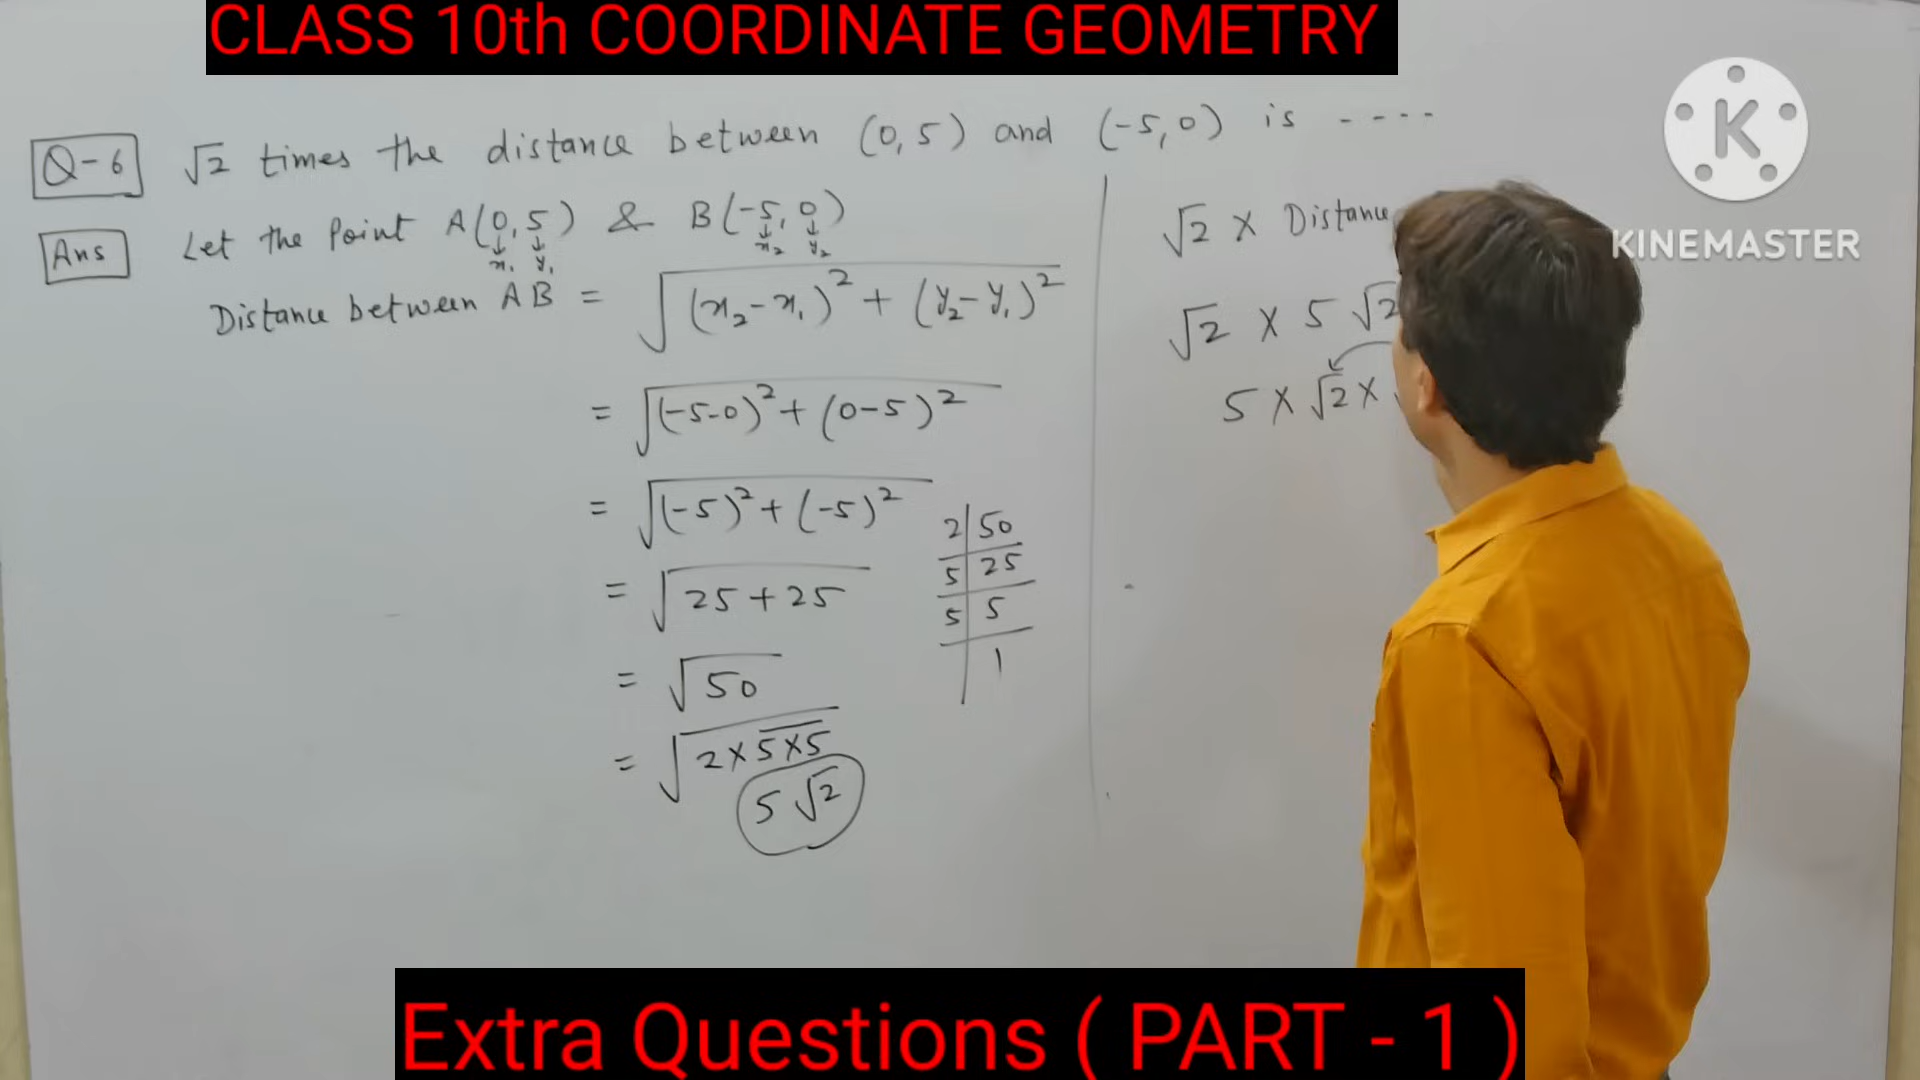 CLASS 10th COORDINATE GEOMETRY
K
KINEMASTER
Q-6 √2 times the distance between (0,5) and (-5,0) is ----
Ans Let the Point A(0,5) & B(-5,0)
x₁ y₁ x₂ y₂
Distance between AB = √(x₂-x₁)²+(y₂-y₁)²
= √(-5-0)²+(0-5)²
= √(-5)²+(-5)²
= √25+25
= √50
= √2×5×5
5√2
2|50
5|25
5|5
|1
√2 × Distance
√2 × 5√2
5×√2×
Extra Questions ( PART - 1 )